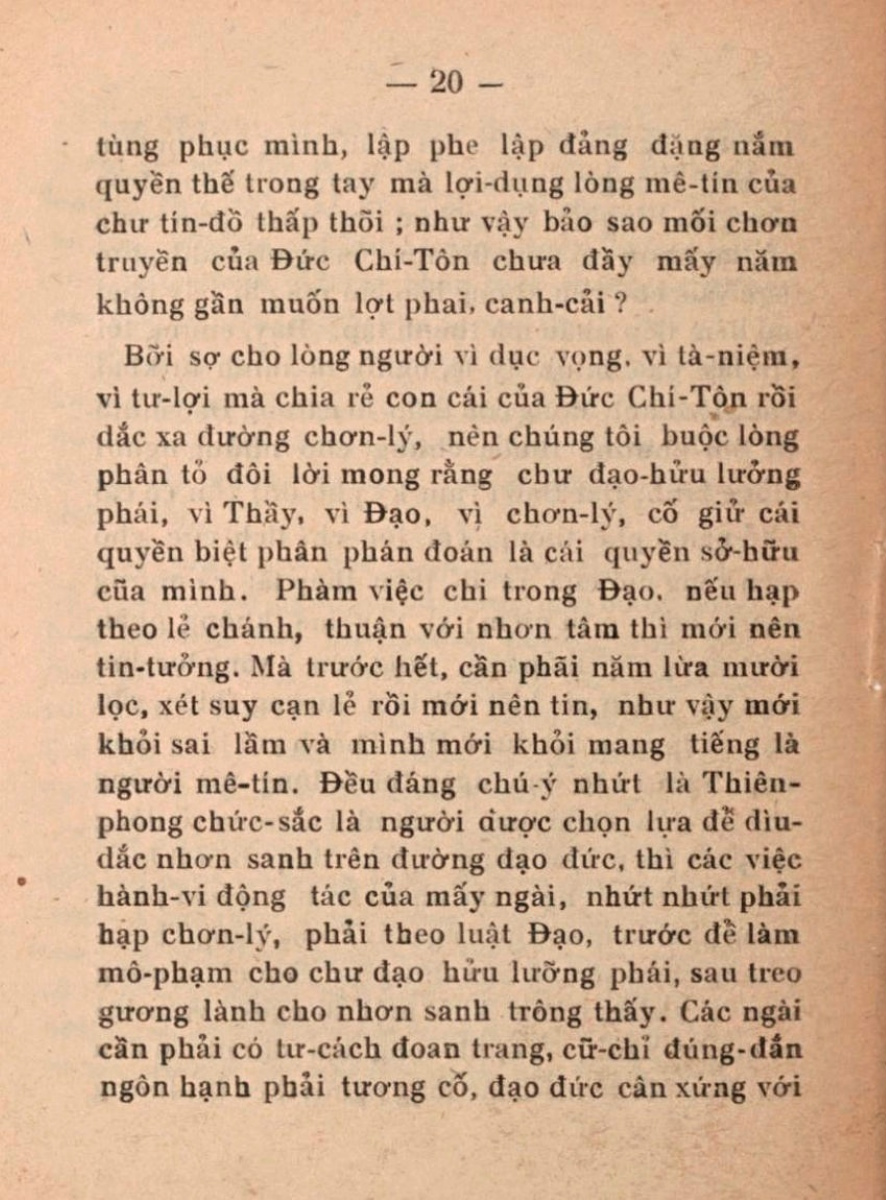 — 20 —
tùng phục mình, lập phe lập đảng đặng nắm
quyền thế trong tay mà lợi-dụng lòng mê-tín của
chư tín-đồ thấp thõi ; như vậy bảo sao mối chơn
truyền của Đức Chí-Tôn chưa đầy mấy năm
không gần muốn lợt phai, canh-cải ?
Bỡi sợ cho lòng người vì dục vọng, vì tà-niệm,
vì tư-lợi mà chia rẻ con cái của Đức Chí-Tôn rồi
dắc xa đường chơn-lý, nên chúng tôi buộc lòng
phân tỏ đôi lời mong rằng chư đạo-hửu lưởng
phái, vì Thầy, vì Đạo, vì chơn-lý, cố giử cái
quyền biệt phân phán đoán là cái quyền sở-hữu
cũa mình. Phàm việc chi trong Đạo, nếu hạp
theo lẻ chánh, thuận với nhơn tâm thì mới nên
tin-tưởng. Mà trước hết, cần phãi năm lừa mười
lọc, xét suy cạn lẻ rồi mới nên tin, như vậy mới
khỏi sai lầm và mình mới khỏi mang tiếng là
người mê-tín. Đều đáng chú-ý nhứt là Thiên-
phong chức-sắc là người được chọn lựa đề dìu-
dắc nhơn sanh trên đường đạo đức, thì các việc
hành-vi động tác của mấy ngài, nhứt nhứt phải
hạp chơn-lý, phải theo luật Đạo, trước đề làm
mô-phạm cho chư đạo hửu lưỡng phái, sau treo
gương lành cho nhơn sanh trông thấy. Các ngài
cần phải có tư-cách đoan trang, cữ-chỉ đúng-đắn
ngôn hạnh phải tương cố, đạo đức cân xứng với